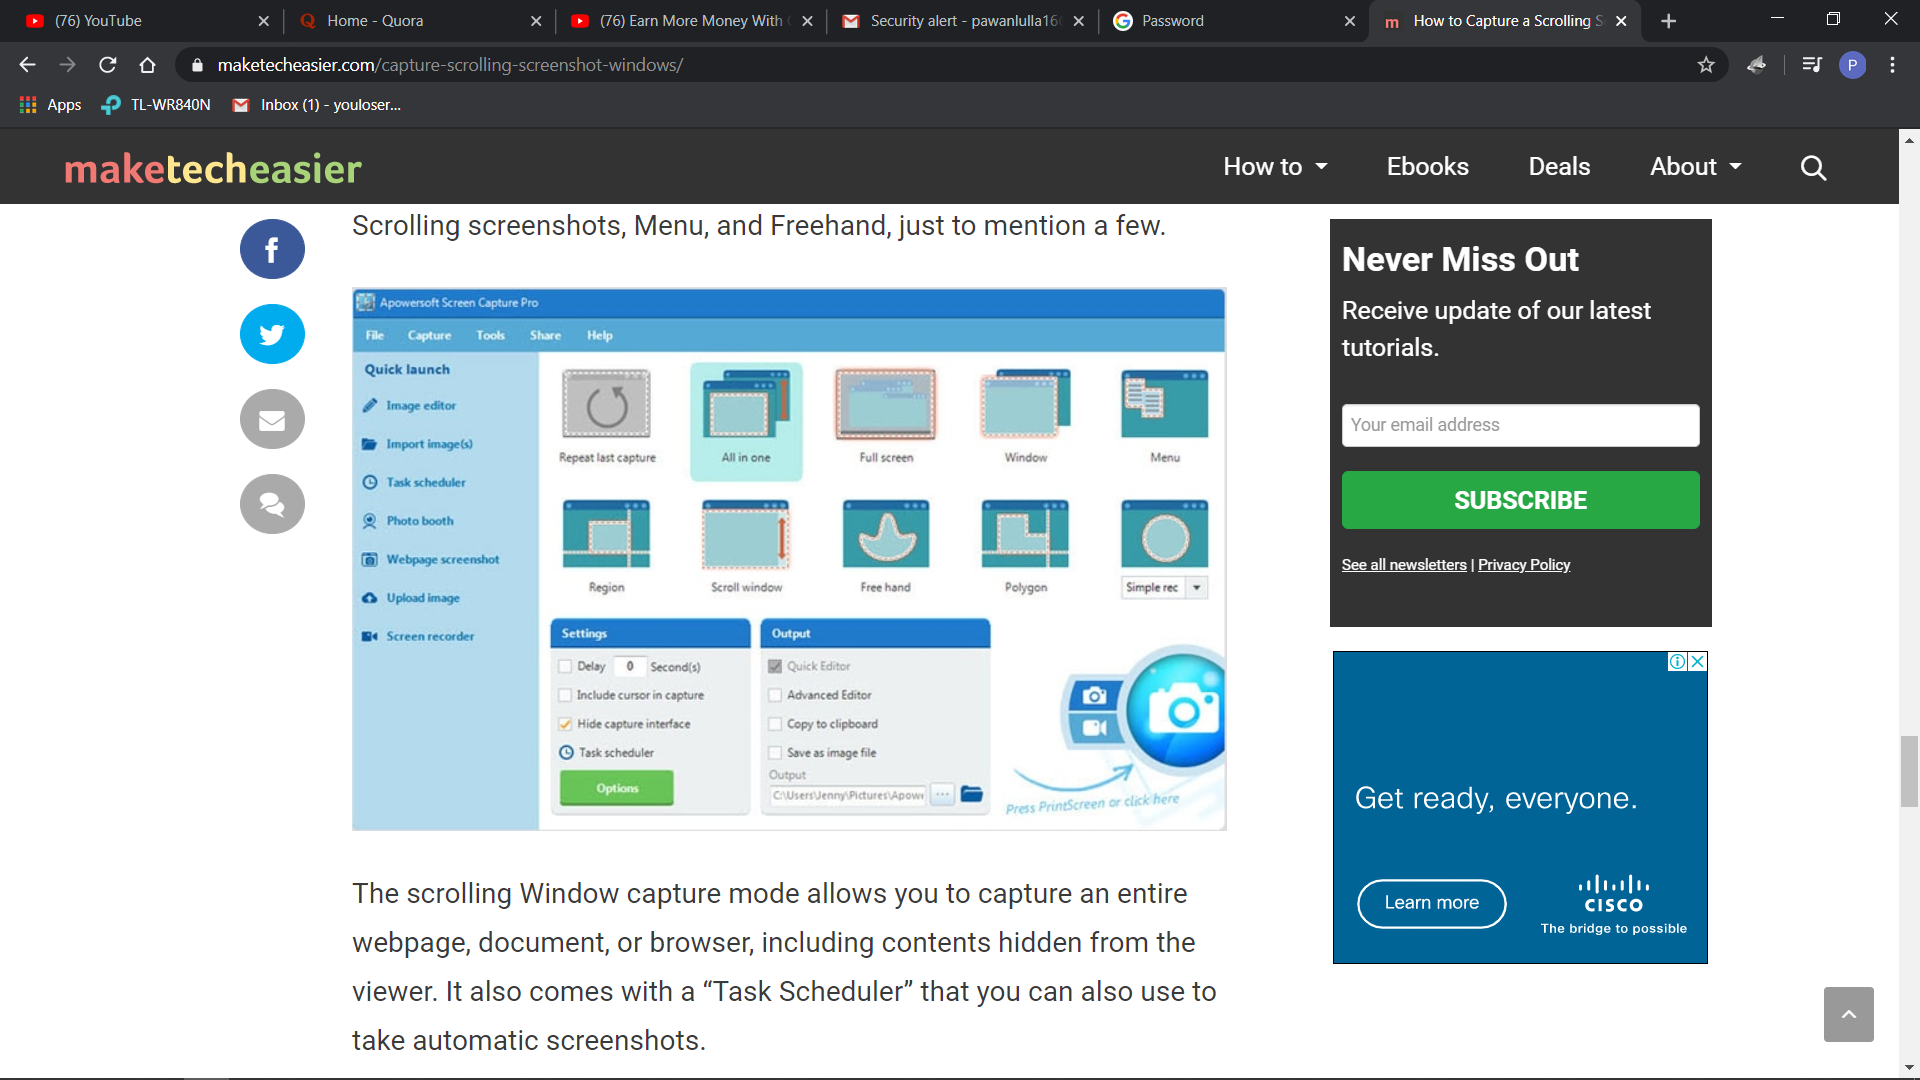 (76) YouTube
Home - Quora
(76) Earn More Money With
Security alert - pawanlulla16
Password
How to Capture a Scrolling S
maketecheasier.com/capture-scrolling-screenshot-windows/
P
Apps
TL-WR840N
Inbox (1) - youloser...
maketecheasier
How to
Ebooks
Deals
About
Scrolling screenshots, Menu, and Freehand, just to mention a few.
Apowersoft Screen Capture Pro
File Capture Tools Share Help
Quick launch
Image editor
Import image(s)
Task scheduler
Photo booth
Webpage screenshot
Upload image
Screen recorder
Repeat last capture
All in one
Full screen
Window
Menu
Region
Scroll window
Free hand
Polygon
Simple rec
Settings
Delay 0 Second(s)
Include cursor in capture
Hide capture interface
Task scheduler
Options
Output
Quick Editor
Advanced Editor
Copy to clipboard
Save as image file
Output
C:\Users\Jenny\Pictures\Apowe
...
Press PrintScreen or click here
The scrolling Window capture mode allows you to capture an entire
webpage, document, or browser, including contents hidden from the
viewer. It also comes with a “Task Scheduler” that you can also use to
take automatic screenshots.
Never Miss Out
Receive update of our latest
tutorials.
Your email address
SUBSCRIBE
See all newsletters | Privacy Policy
Get ready, everyone.
Learn more
CISCO
The bridge to possible